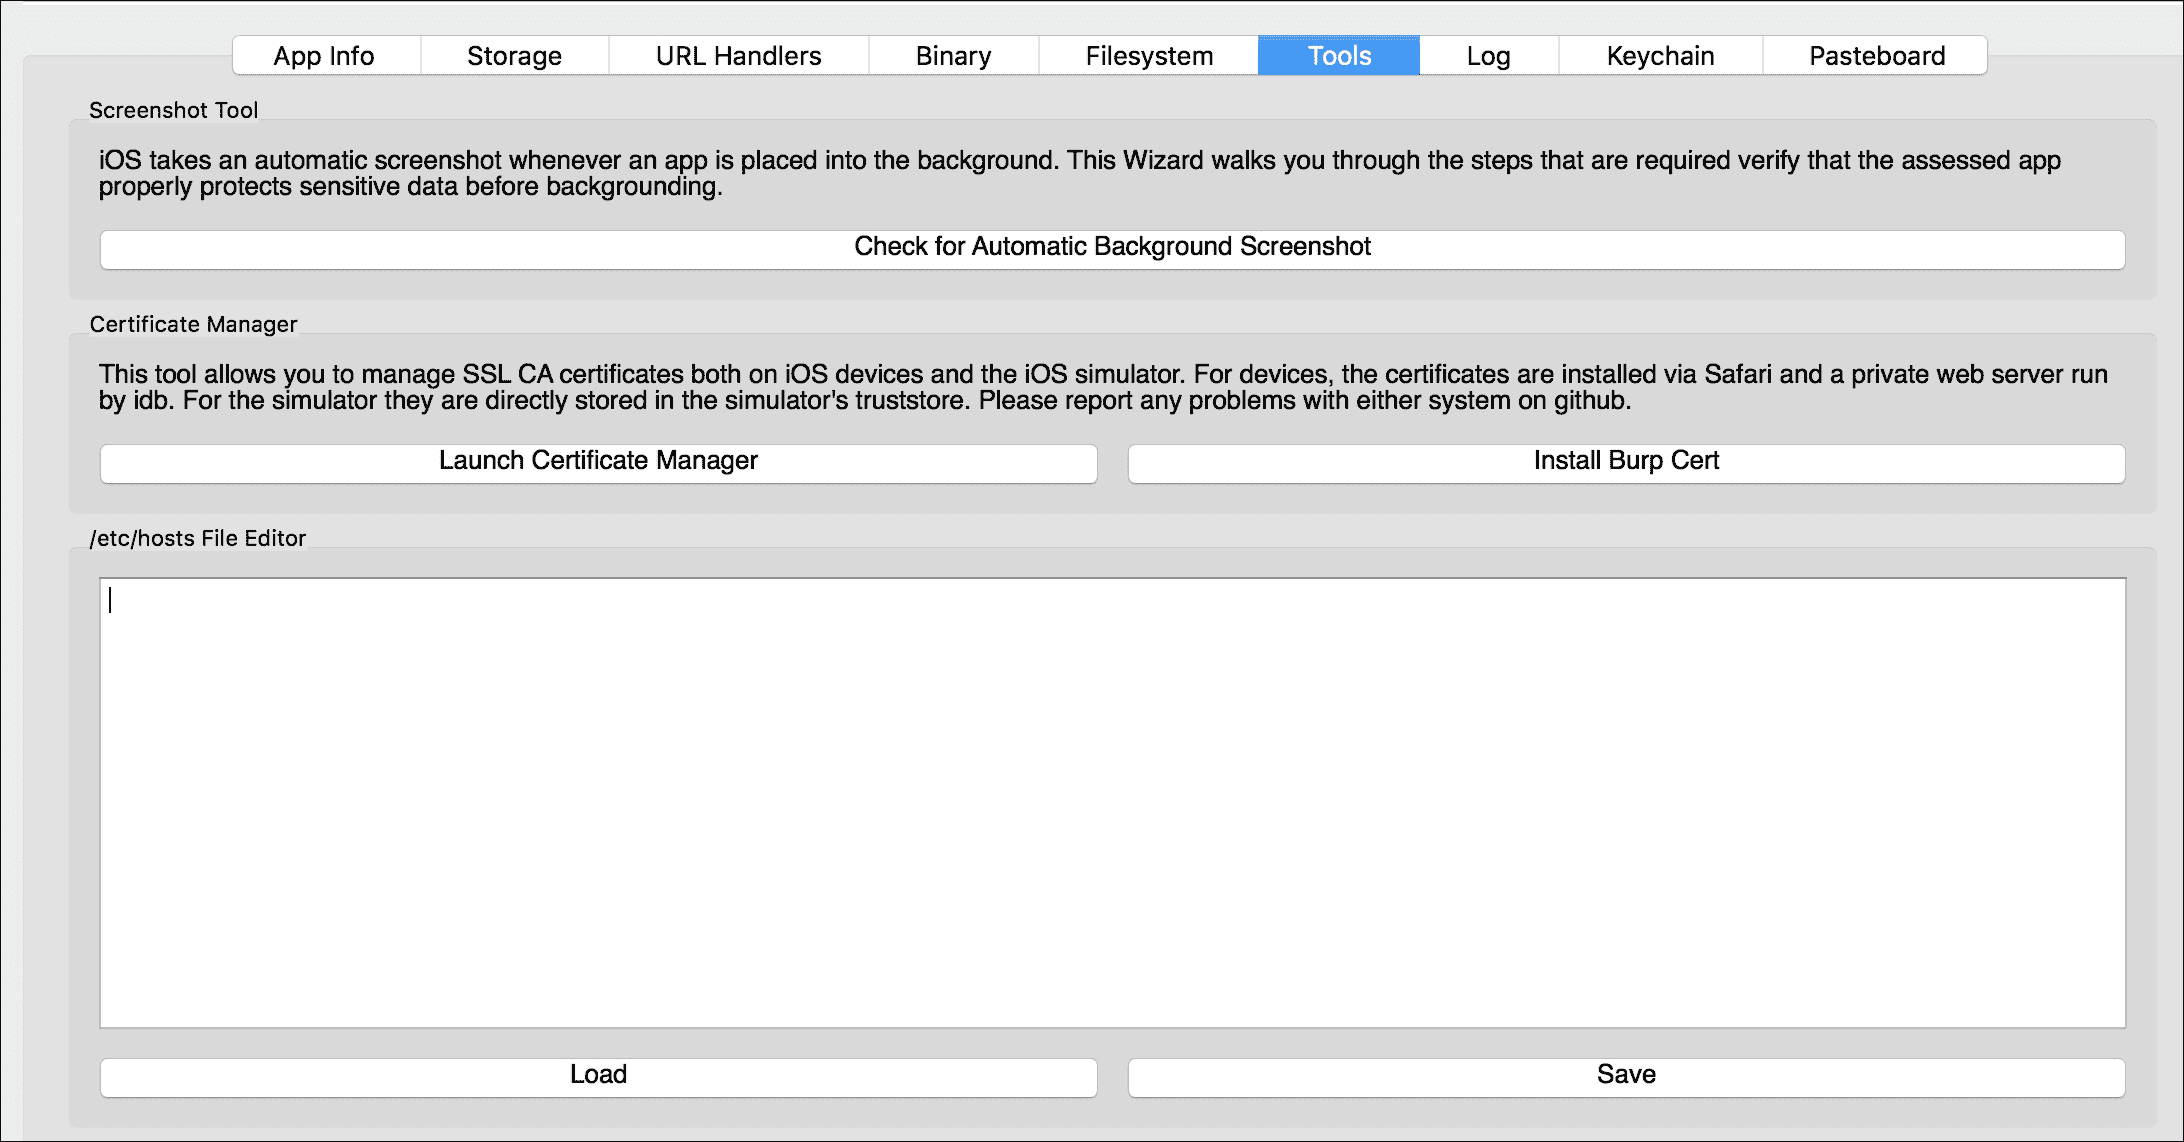 App Info Storage URL Handlers Binary Filesystem Tools Log Keychain Pasteboard
Screenshot Tool
iOS takes an automatic screenshot whenever an app is placed into the background. This Wizard walks you through the steps that are required verify that the assessed app
properly protects sensitive data before backgrounding.
Check for Automatic Background Screenshot
Certificate Manager
This tool allows you to manage SSL CA certificates both on iOS devices and the iOS simulator. For devices, the certificates are installed via Safari and a private web server run
by idb. For the simulator they are directly stored in the simulator's truststore. Please report any problems with either system on github.
Launch Certificate Manager Install Burp Cert
/etc/hosts File Editor
Load Save